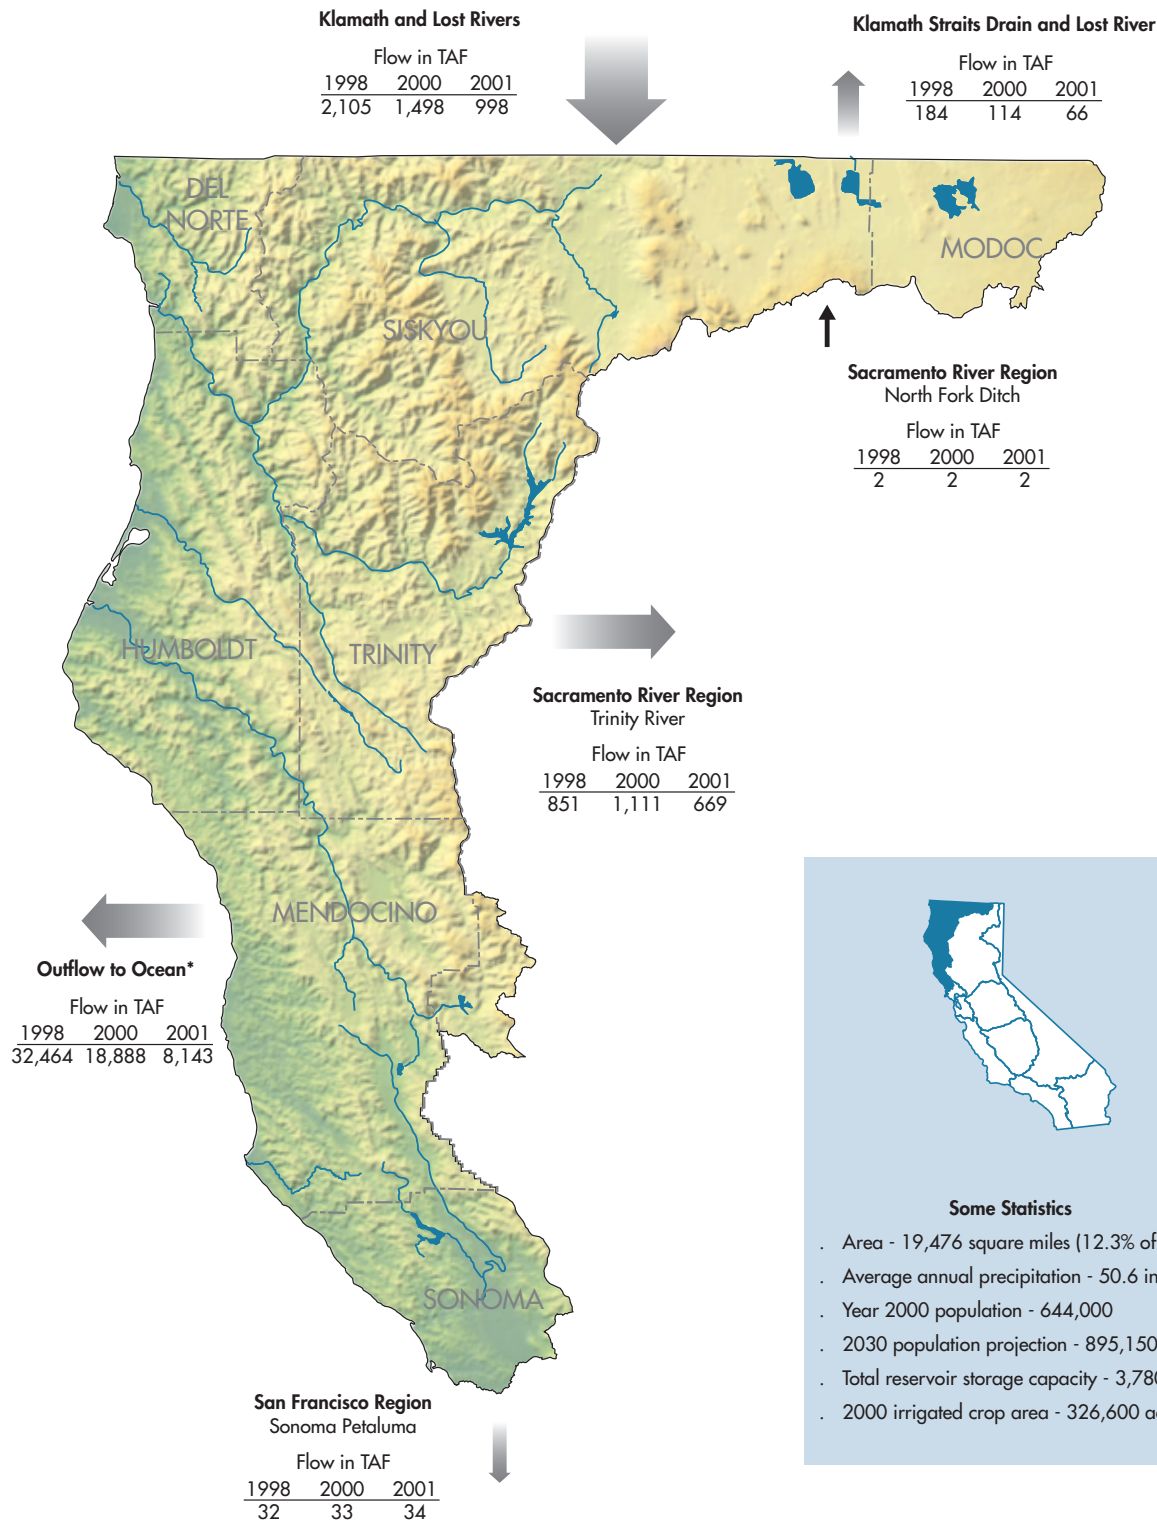 Klamath and Lost Rivers
Flow in TAF
1998 2000 2001
2,105 1,498 998
Klamath Straits Drain and Lost River
Flow in TAF
1998 2000 2001
184 114 66
DEL
NORTE
MODOC
SISKYOU
Sacramento River Region
North Fork Ditch
Flow in TAF
1998 2000 2001
2 2 2
HUMBOLDT
TRINITY
Sacramento River Region
Trinity River
Flow in TAF
1998 2000 2001
851 1,111 669
MENDOCINO
Outflow to Ocean*
Flow in TAF
1998 2000 2001
32,464 18,888 8,143
SONOMA
San Francisco Region
Sonoma Petaluma
Flow in TAF
1998 2000 2001
32 33 34
Some Statistics
. Area - 19,476 square miles (12.3% of
. Average annual precipitation - 50.6 in
. Year 2000 population - 644,000
. 2030 population projection - 895,150
. Total reservoir storage capacity - 3,780
. 2000 irrigated crop area - 326,600 a